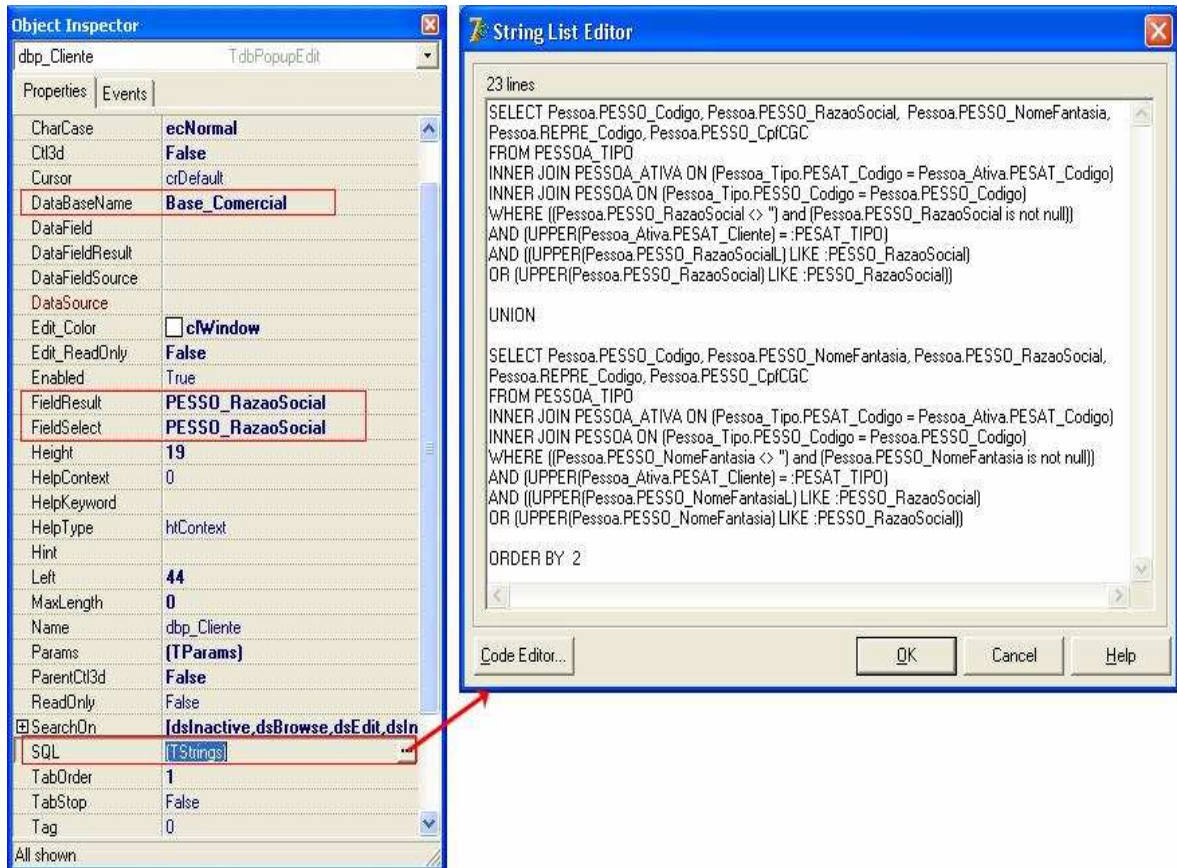 Object Inspector
dbp_Cliente TdbPopupEdit
Properties Events
CharCase ecNormal
Ctl3d False
Cursor crDefault
DataBaseName Base_Comercial
DataField
DataFieldResult
DataFieldSource
DataSource
Edit_Color clWindow
Edit_ReadOnly False
Enabled True
FieldResult PESSO_RazaoSocial
FieldSelect PESSO_RazaoSocial
Height 19
HelpContext 0
HelpKeyword
HelpType htContext
Hint
Left 44
MaxLength 0
Name dbp_Cliente
Params (TParams)
ParentCtl3d False
ReadOnly False
SearchOn [dsInactive,dsBrowse,dsEdit,dsIn
SQL (TStrings) ...
TabOrder 1
TabStop False
Tag 0
All shown
String List Editor
23 lines
SELECT Pessoa.PESSO_Codigo, Pessoa.PESSO_RazaoSocial, Pessoa.PESSO_NomeFantasia,
Pessoa.REPRE_Codigo, Pessoa.PESSO_CpfCGC
FROM PESSOA_TIPO
INNER JOIN PESSOA_ATIVA ON (Pessoa_Tipo.PESAT_Codigo = Pessoa_Ativa.PESAT_Codigo)
INNER JOIN PESSOA ON (Pessoa_Tipo.PESSO_Codigo = Pessoa.PESSO_Codigo)
WHERE ((Pessoa.PESSO_RazaoSocial <> '') and (Pessoa.PESSO_RazaoSocial is not null))
AND (UPPER(Pessoa_Ativa.PESAT_Cliente) = :PESAT_TIPO)
AND ((UPPER(Pessoa.PESSO_RazaoSocialL) LIKE :PESSO_RazaoSocial)
OR (UPPER(Pessoa.PESSO_RazaoSocial) LIKE :PESSO_RazaoSocial))
UNION
SELECT Pessoa.PESSO_Codigo, Pessoa.PESSO_NomeFantasia, Pessoa.PESSO_RazaoSocial,
Pessoa.REPRE_Codigo, Pessoa.PESSO_CpfCGC
FROM PESSOA_TIPO
INNER JOIN PESSOA_ATIVA ON (Pessoa_Tipo.PESAT_Codigo = Pessoa_Ativa.PESAT_Codigo)
INNER JOIN PESSOA ON (Pessoa_Tipo.PESSO_Codigo = Pessoa.PESSO_Codigo)
WHERE ((Pessoa.PESSO_NomeFantasia <> '') and (Pessoa.PESSO_NomeFantasia is not null))
AND (UPPER(Pessoa_Ativa.PESAT_Cliente) = :PESAT_TIPO)
AND ((UPPER(Pessoa.PESSO_NomeFantasiaL) LIKE :PESSO_RazaoSocial)
OR (UPPER(Pessoa.PESSO_NomeFantasia) LIKE :PESSO_RazaoSocial))
ORDER BY 2
Code Editor... OK Cancel Help